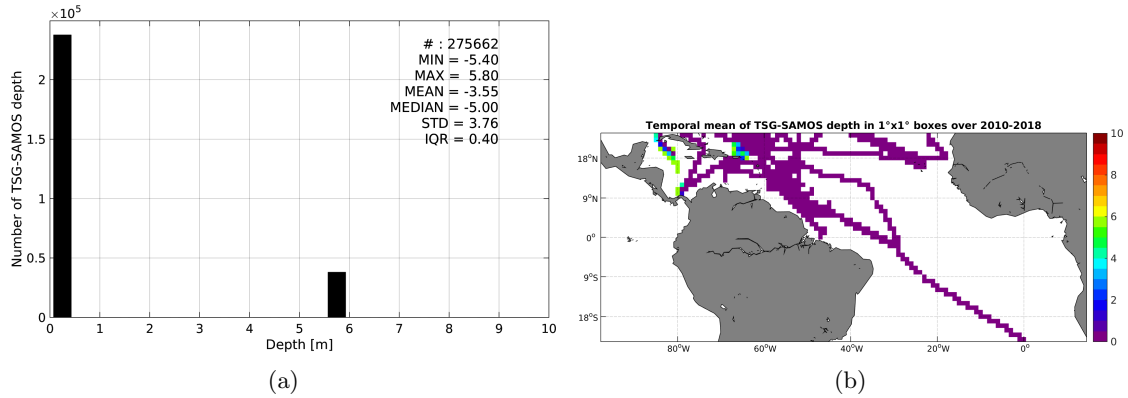 ×10⁵
Number of TSG-SAMOS depth
2
1.5
1
0.5
0
# : 275662
MIN = -5.40
MAX = 5.80
MEAN = -3.55
MEDIAN = -5.00
STD = 3.76
IQR = 0.40
0 1 2 3 4 5 6 7 8 9 10
Depth [m]
(a)
Temporal mean of TSG-SAMOS depth in 1°x1° boxes over 2010-2018
18°N
9°N
0°
9°S
18°S
80°W 60°W 40°W 20°W 0°
10
8
6
4
2
0
(b)